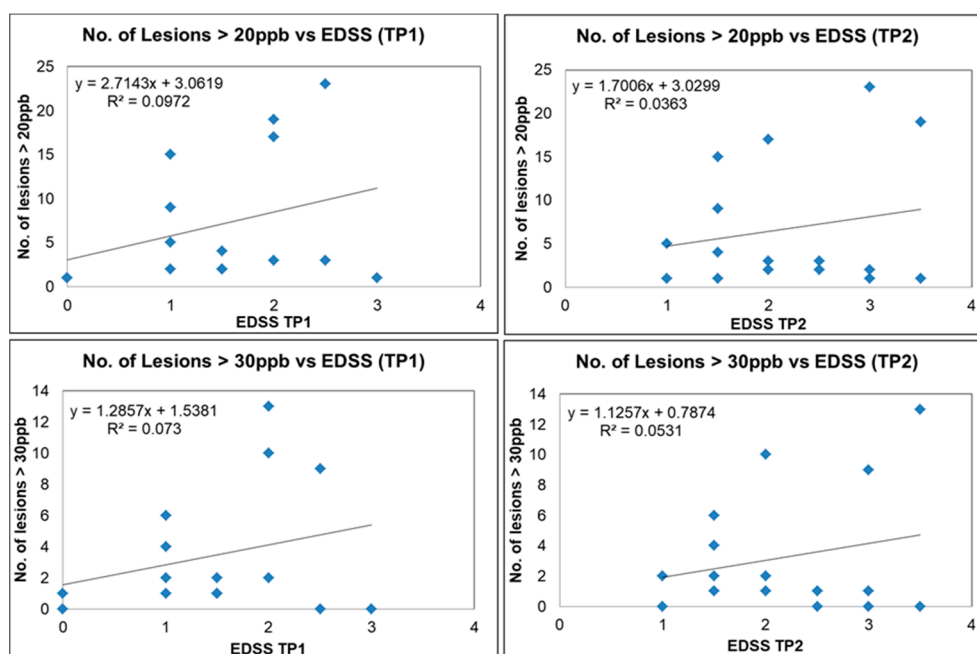 No. of Lesions > 20ppb vs EDSS (TP1)
y = 2.7143x + 3.0619
R² = 0.0972
No. of lesions > 20ppb
25
20
15
10
5
0
0 1 2 3 4
EDSS TP1
No. of Lesions > 20ppb vs EDSS (TP2)
y = 1.7006x + 3.0299
R² = 0.0363
No. of lesions > 20ppb
25
20
15
10
5
0
0 1 2 3 4
EDSS TP2
No. of Lesions > 30ppb vs EDSS (TP1)
y = 1.2857x + 1.5381
R² = 0.073
No. of lesions > 30ppb
14
12
10
8
6
4
2
0
0 1 2 3 4
EDSS TP1
No. of Lesions > 30ppb vs EDSS (TP2)
y = 1.1257x + 0.7874
R² = 0.0531
No. of lesions > 30ppb
14
12
10
8
6
4
2
0
0 1 2 3 4
EDSS TP2